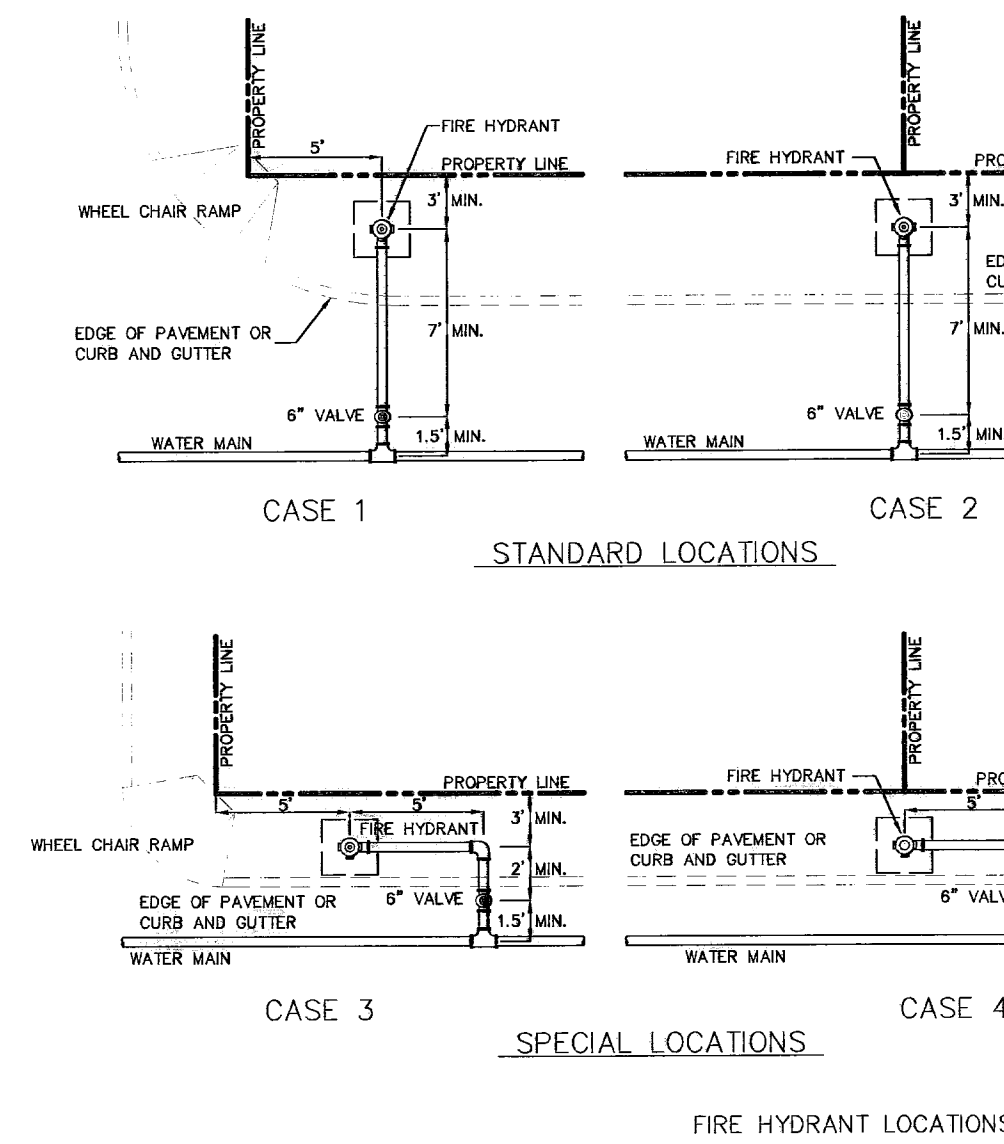 PROPERTY LINE
5'
FIRE HYDRANT
PROPERTY LINE
3' MIN.
WHEEL CHAIR RAMP
EDGE OF PAVEMENT OR
CURB AND GUTTER
7' MIN.
6" VALVE
1.5' MIN.
WATER MAIN
CASE 1
PROPERTY LINE
FIRE HYDRANT
3' MIN.
7' MIN.
6" VALVE
1.5' MIN
WATER MAIN
CASE 2
STANDARD LOCATIONS
PROPERTY LINE
PROPERTY LINE
5'
5'
3' MIN.
FIRE HYDRANT
WHEEL CHAIR RAMP
2' MIN.
EDGE OF PAVEMENT OR
CURB AND GUTTER
6" VALVE
1.5' MIN.
WATER MAIN
CASE 3
PROPERTY LINE
FIRE HYDRANT
5'
EDGE OF PAVEMENT OR
CURB AND GUTTER
6"
WATER MAIN
CASE 4
SPECIAL LOCATIONS
FIRE HYDRANT LOCATIONS